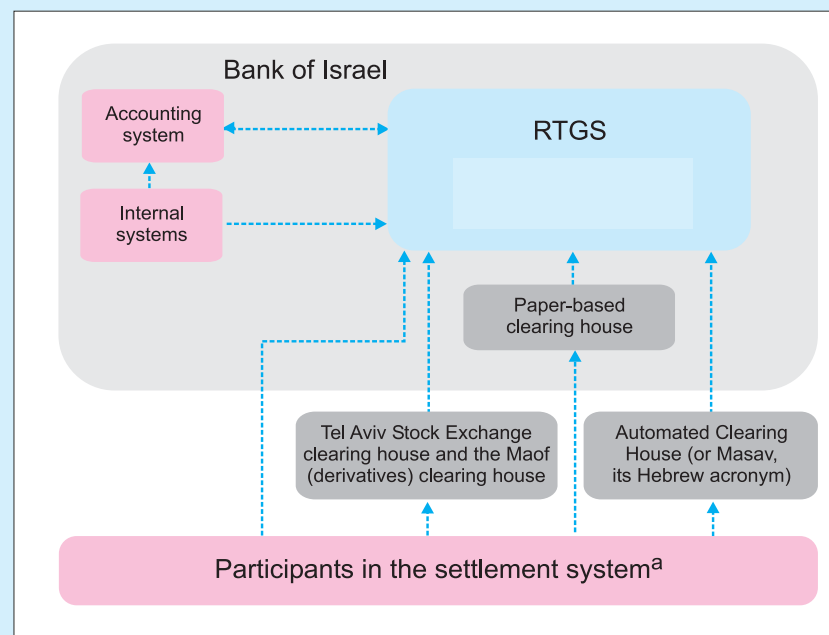 Bank of Israel
Accounting
system
RTGS
Internal
systems
Paper-based
clearing house
Tel Aviv Stock Exchange
clearing house and the Maof
(derivatives) clearing house
Automated Clearing
House (or Masav,
its Hebrew acronym)
Participants in the settlement systemᵃ